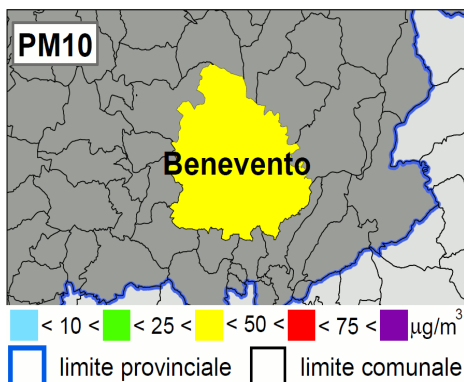 PM10
Benevento
< 10 < < 25 < < 50 < < 75 < µg/m³
limite provinciale limite comunale